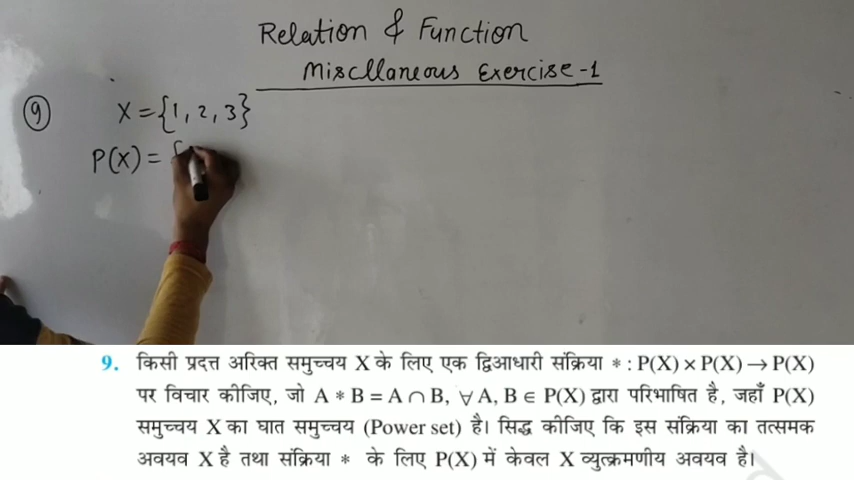 Relation & Function
Miscllaneous Exercise-1
9 X = {1, 2, 3}
P(X) = {
9. किसी प्रदत्त अरिक्त समुच्चय X के लिए एक द्विआधारी संक्रिया * : P(X) × P(X) → P(X)
पर विचार कीजिए, जो A * B = A ∩ B, ∀ A, B ∈ P(X) द्वारा परिभाषित है, जहाँ P(X)
समुच्चय X का घात समुच्चय (Power set) है। सिद्ध कीजिए कि इस संक्रिया का तत्समक
अवयव X है तथा संक्रिया * के लिए P(X) में केवल X व्युत्क्रमणीय अवयव है।